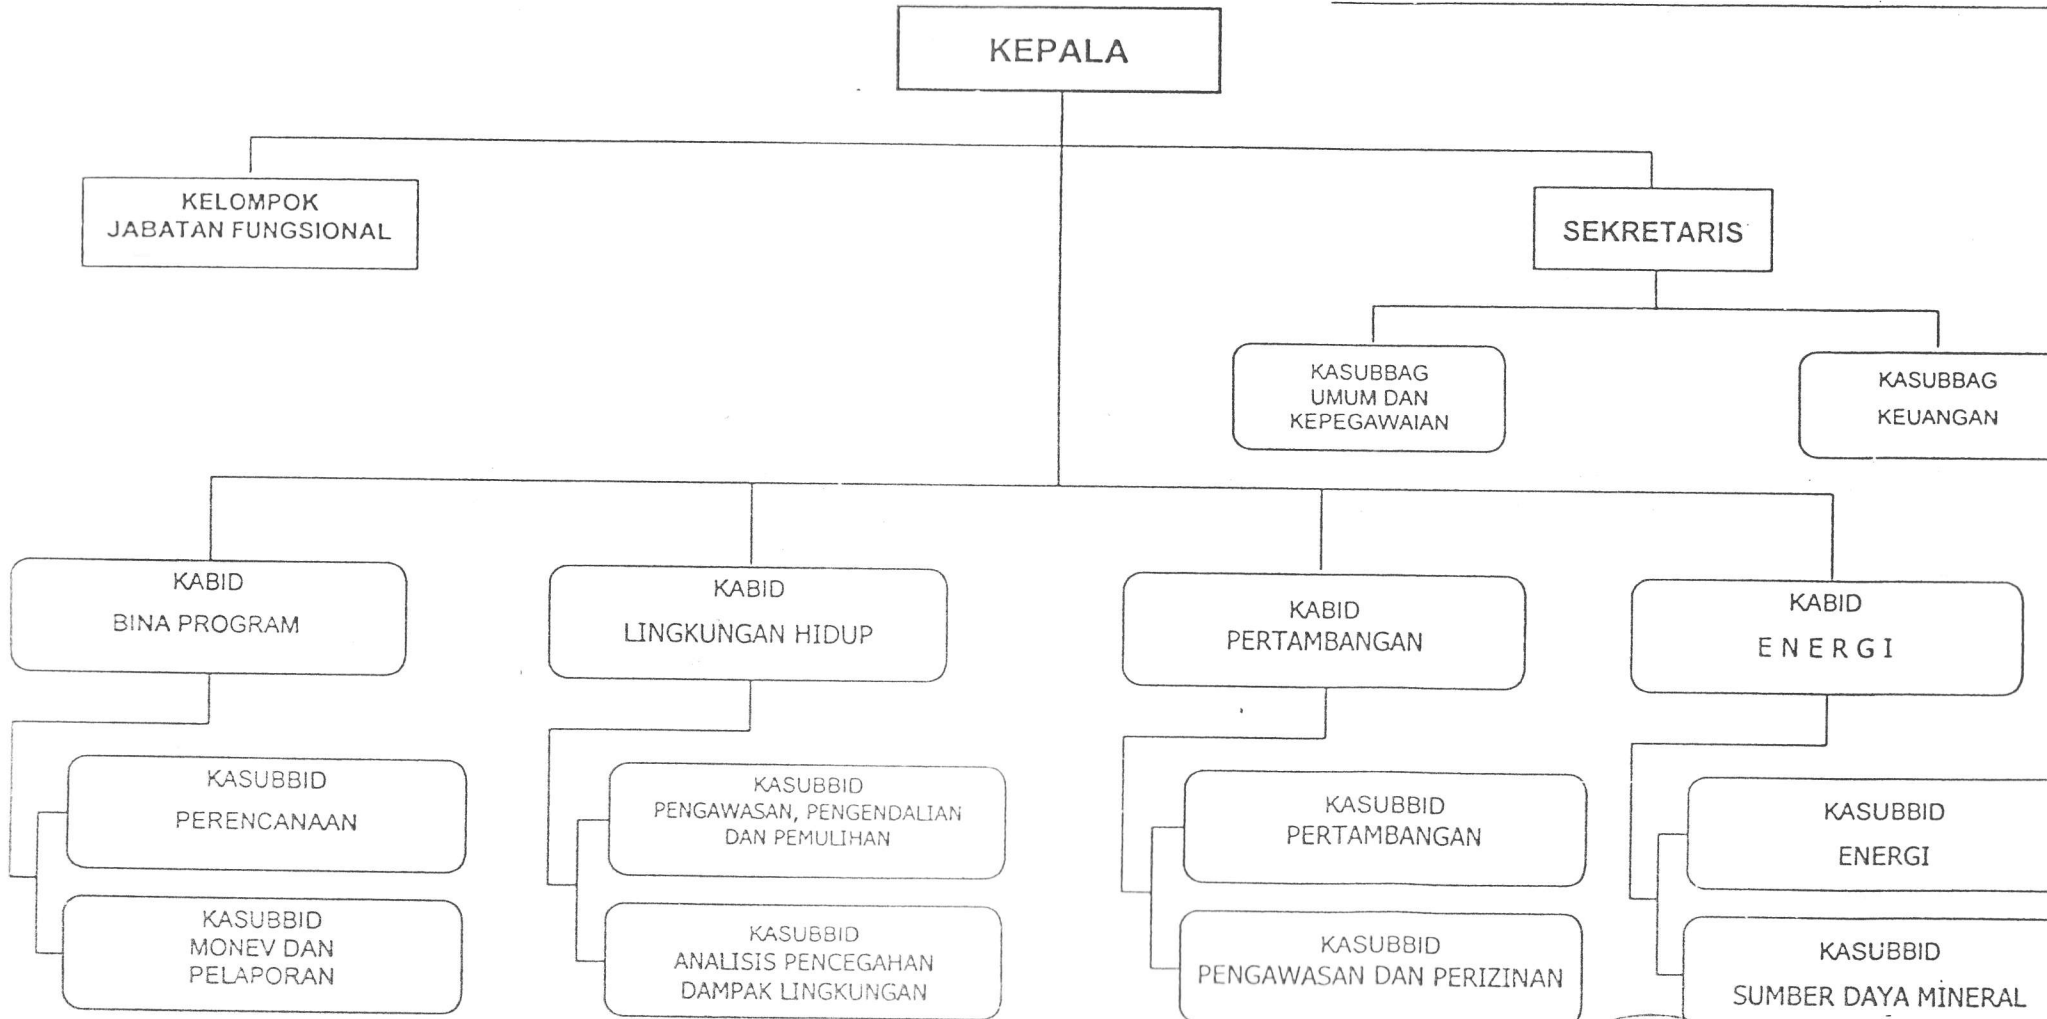 KEPALA
KELOMPOK
JABATAN FUNGSIONAL
SEKRETARIS
KASUBBAG
UMUM DAN
KEPEGAWAIAN
KASUBBAG
KEUANGAN
KABID
BINA PROGRAM
KABID
LINGKUNGAN HIDUP
KABID
PERTAMBANGAN
KABID
E N E R G I
KASUBBID
PERENCANAAN
KASUBBID
PENGAWASAN, PENGENDALIAN
DAN PEMULIHAN
KASUBBID
PERTAMBANGAN
KASUBBID
ENERGI
KASUBBID
MONEV DAN
PELAPORAN
KASUBBID
ANALISIS PENCEGAHAN
DAMPAK LINGKUNGAN
KASUBBID
PENGAWASAN DAN PERIZINAN
KASUBBID
SUMBER DAYA MINERAL